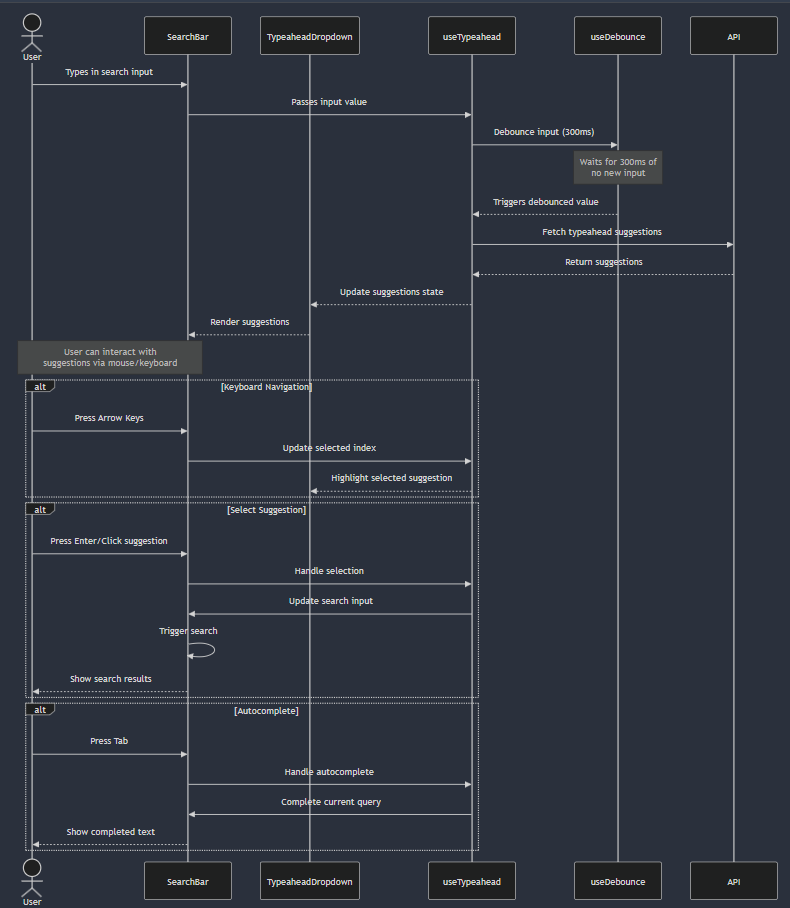 SearchBar
TypeaheadDropdown
useTypeahead
useDebounce
API
User
Types in search input
Passes input value
Debounce input (300ms)
Waits for 300ms of
no new input
Triggers debounced value
Fetch typeahead suggestions
Return suggestions
Update suggestions state
Render suggestions
User can interact with
suggestions via mouse/keyboard
alt
[Keyboard Navigation]
Press Arrow Keys
Update selected index
Highlight selected suggestion
alt
[Select Suggestion]
Press Enter/Click suggestion
Handle selection
Update search input
Trigger search
Show search results
alt
[Autocomplete]
Press Tab
Handle autocomplete
Complete current query
Show completed text
SearchBar
TypeaheadDropdown
useTypeahead
useDebounce
API
User